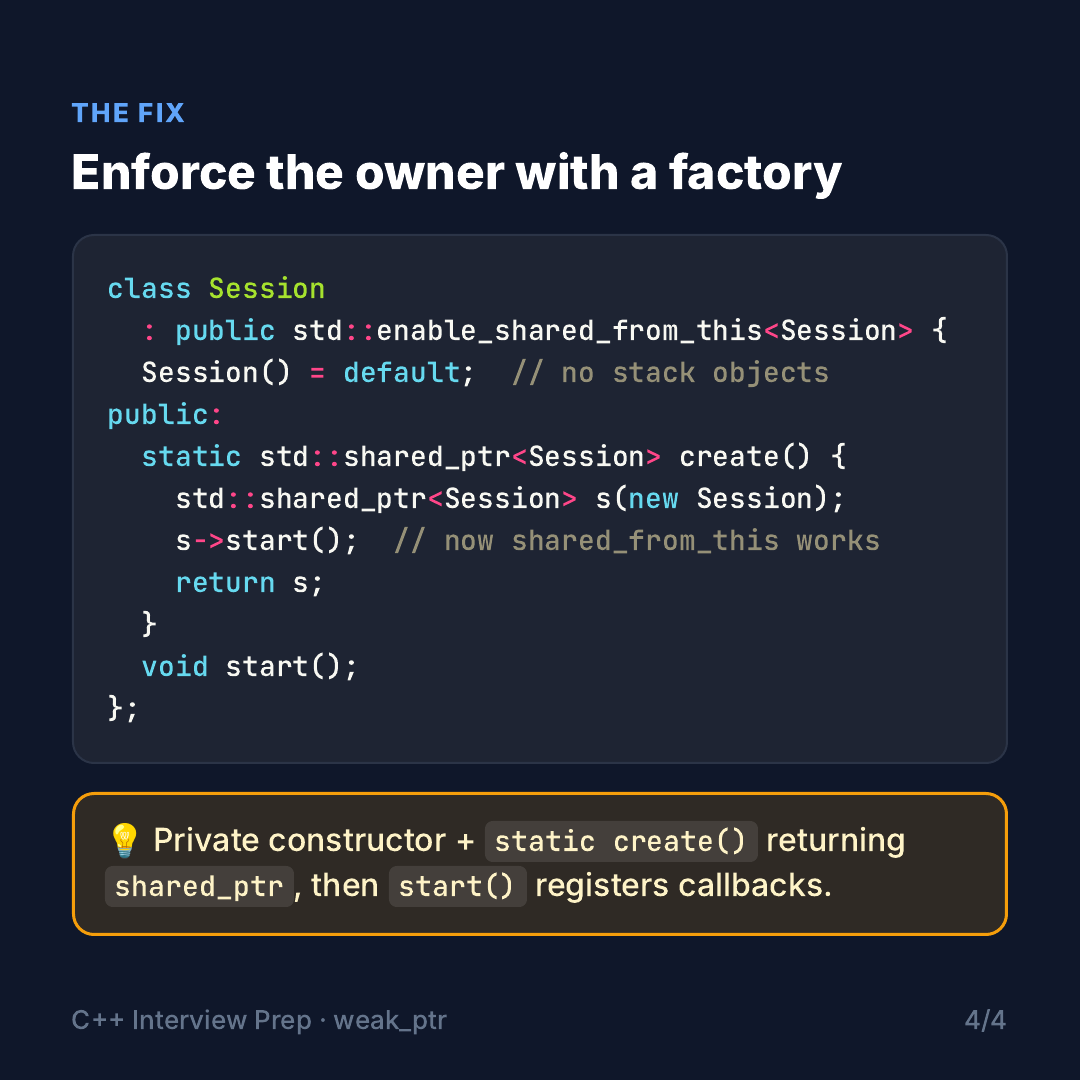 THE FIX
Enforce the owner with a factory
class Session
  : public std::enable_shared_from_this<Session> {
  Session() = default;  // no stack objects
public:
  static std::shared_ptr<Session> create() {
    std::shared_ptr<Session> s(new Session);
    s->start();  // now shared_from_this works
    return s;
  }
  void start();
};
💡 Private constructor + static create() returning
shared_ptr, then start() registers callbacks.
C++ Interview Prep · weak_ptr
4/4